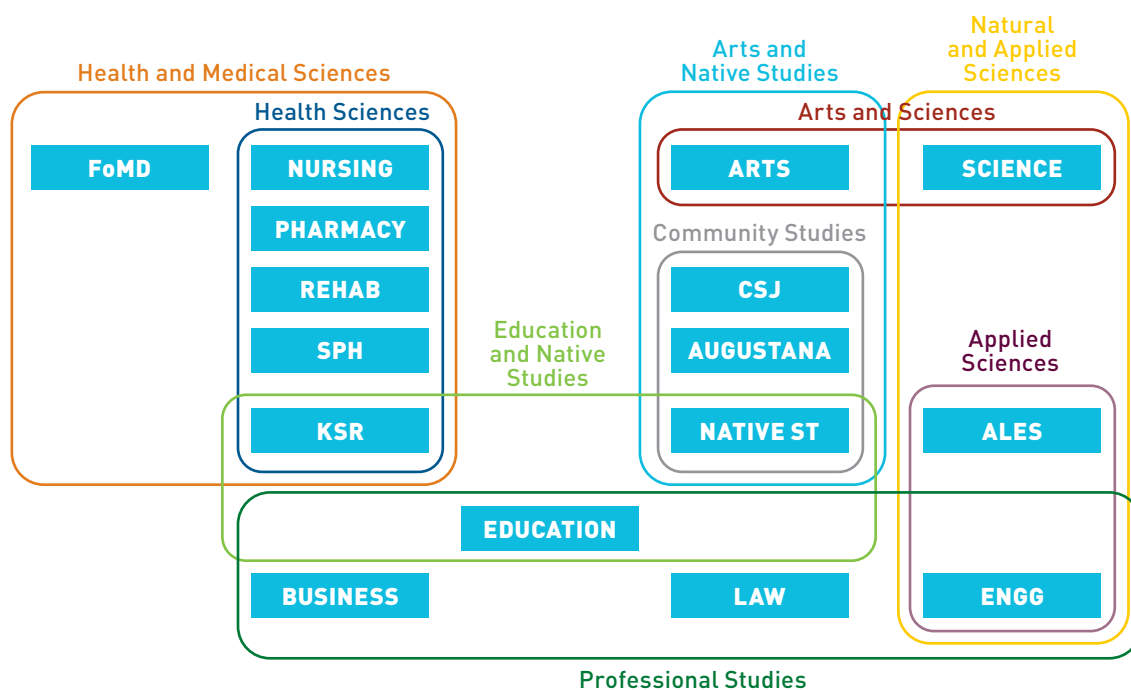 Natural
and Applied
Sciences
Arts and
Native Studies
Health and Medical Sciences
Health Sciences
Arts and Sciences
FoMD
NURSING
ARTS
SCIENCE
PHARMACY
Community Studies
REHAB
CSJ
Education
and Native
Studies
SPH
AUGUSTANA
Applied
Sciences
KSR
NATIVE ST
ALES
EDUCATION
BUSINESS
LAW
ENGG
Professional Studies